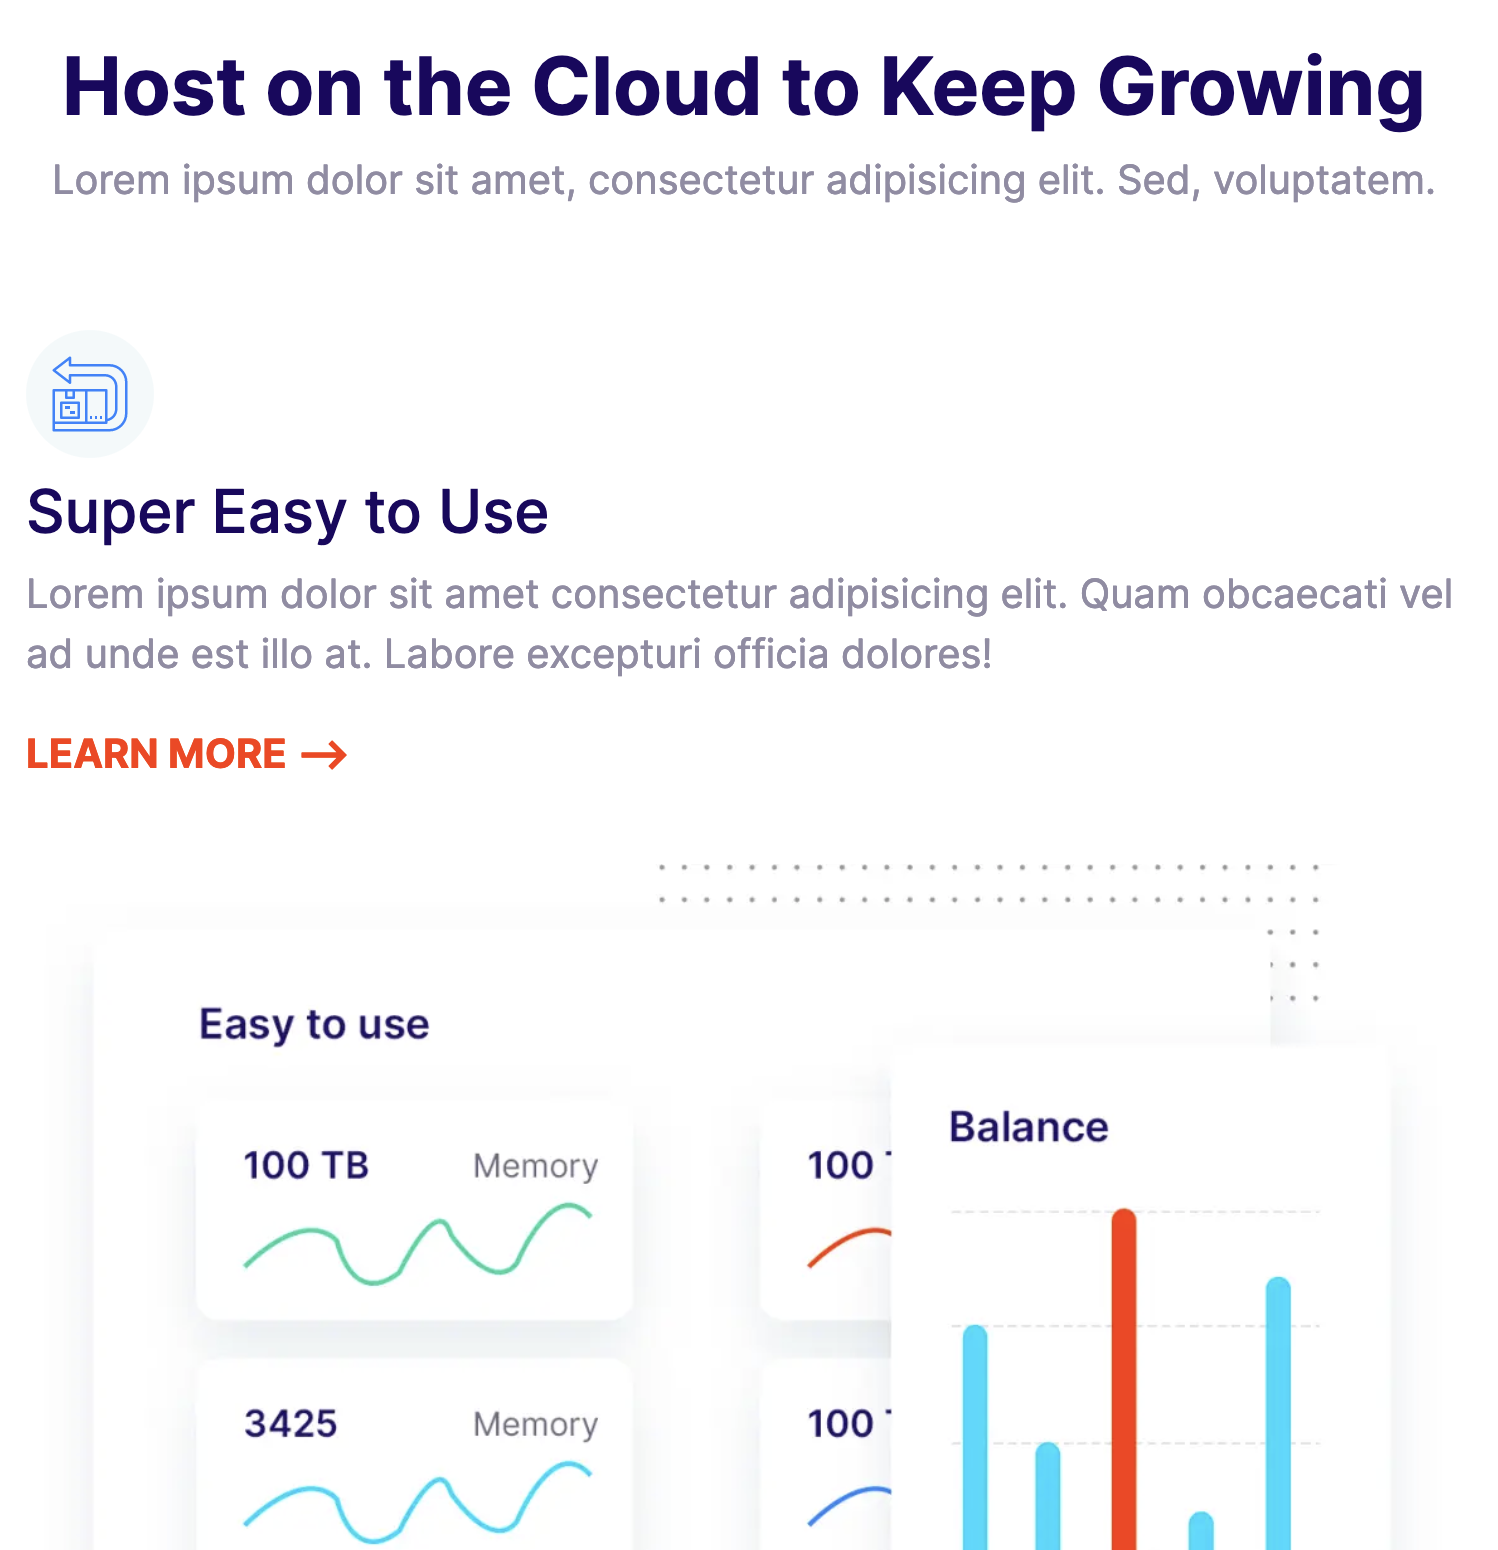 Host on the Cloud to Keep Growing
Lorem ipsum dolor sit amet, consectetur adipisicing elit. Sed, voluptatem.
Super Easy to Use
Lorem ipsum dolor sit amet consectetur adipisicing elit. Quam obcaecati vel
ad unde est illo at. Labore excepturi officia dolores!
LEARN MORE →
Easy to use
Balance
100 TB Memory
100
3425 Memory
100